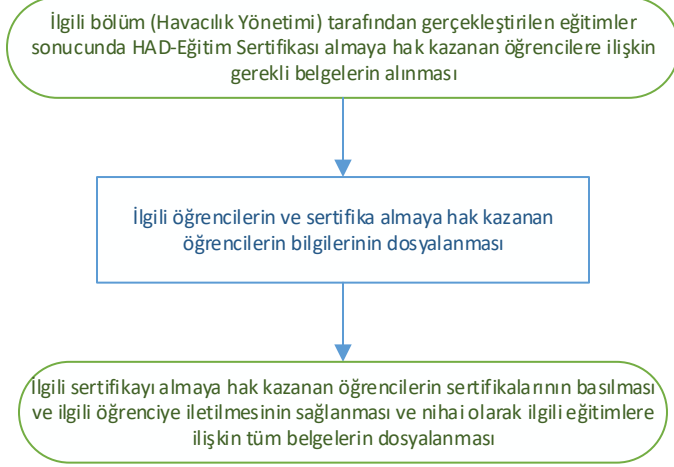 İlgili bölüm (Havacılık Yönetimi) tarafından gerçekleştirilen eğitimler
sonucunda HAD-Eğitim Sertifikası almaya hak kazanan öğrencilere ilişkin
gerekli belgelerin alınması
İlgili öğrencilerin ve sertifika almaya hak kazanan
öğrencilerin bilgilerinin dosyalanması
İlgili sertifikayı almaya hak kazanan öğrencilerin sertifikalarının basılması
ve ilgili öğrenciye iletilmesinin sağlanması ve nihai olarak ilgili eğitimlere
ilişkin tüm belgelerin dosyalanması